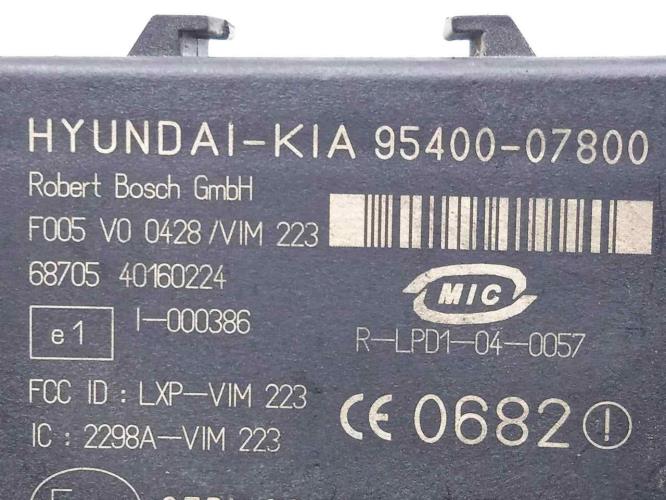 HYUNDAI-KIA 95400-07800
Robert Bosch GmbH
F005 V0 0428/VIM 223
68705 40160224
MIC
e1 I-000386
R-LPD1-04-0057
FCC ID : LXP-VIM 223
IC : 2298A-VIM 223
CE 0682 !